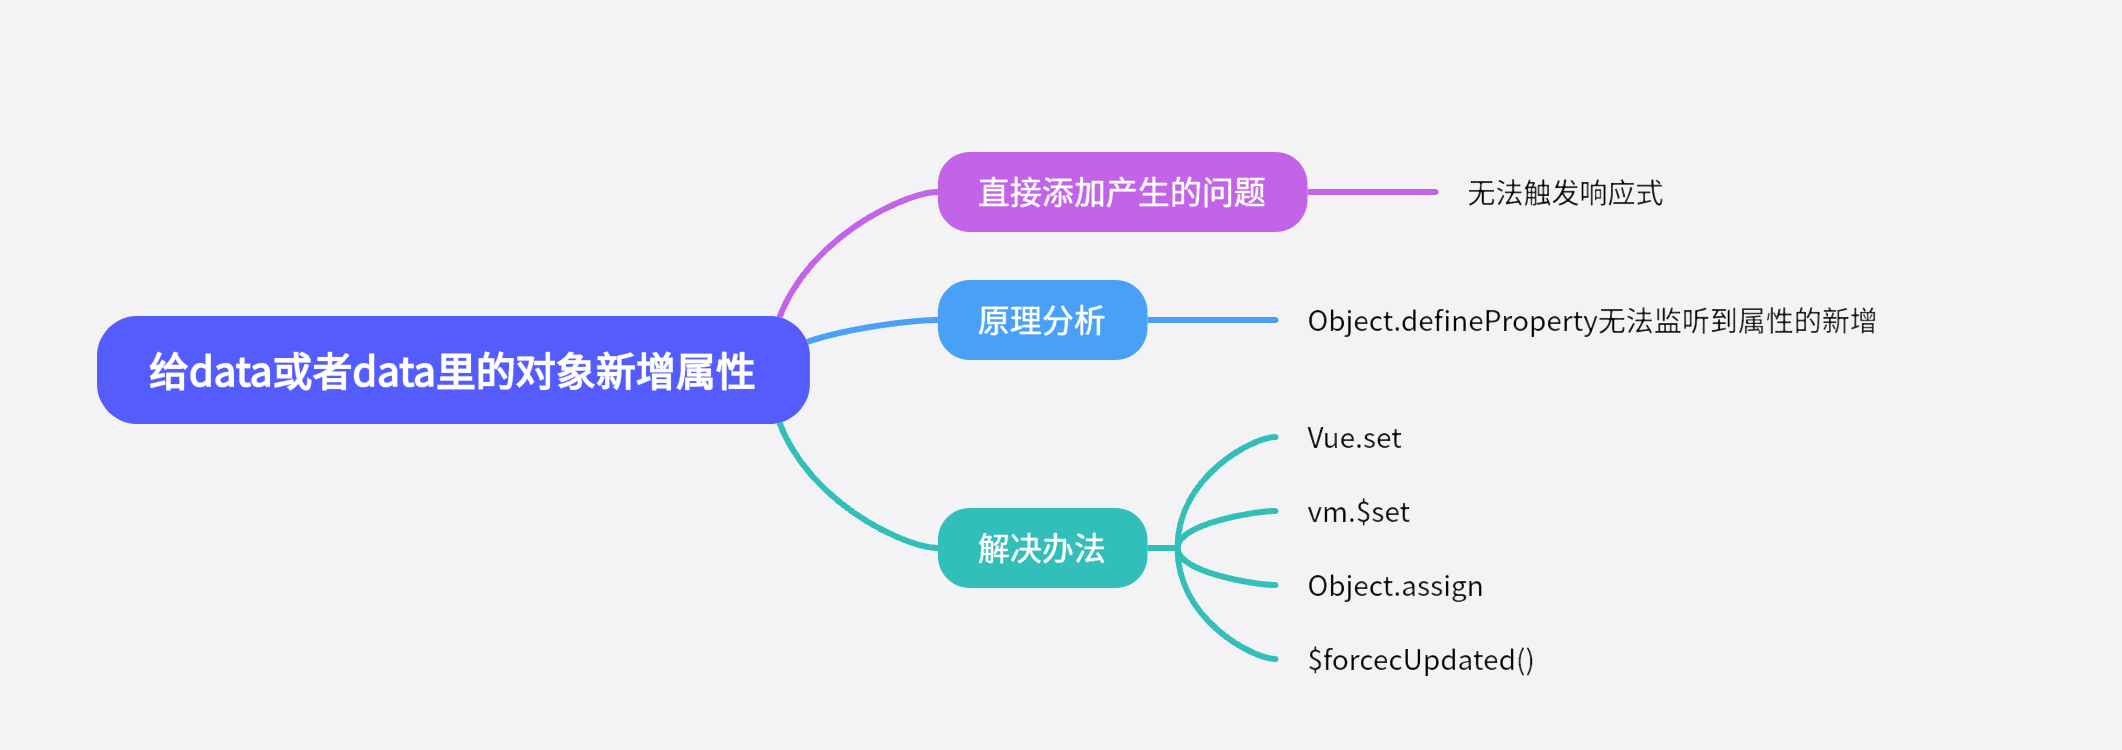 给data或者data里的对象新增属性
直接添加产生的问题
无法触发响应式
原理分析
Object.defineProperty无法监听到属性的新增
解决办法
Vue.set
vm.$set
Object.assign
$forcecUpdated()